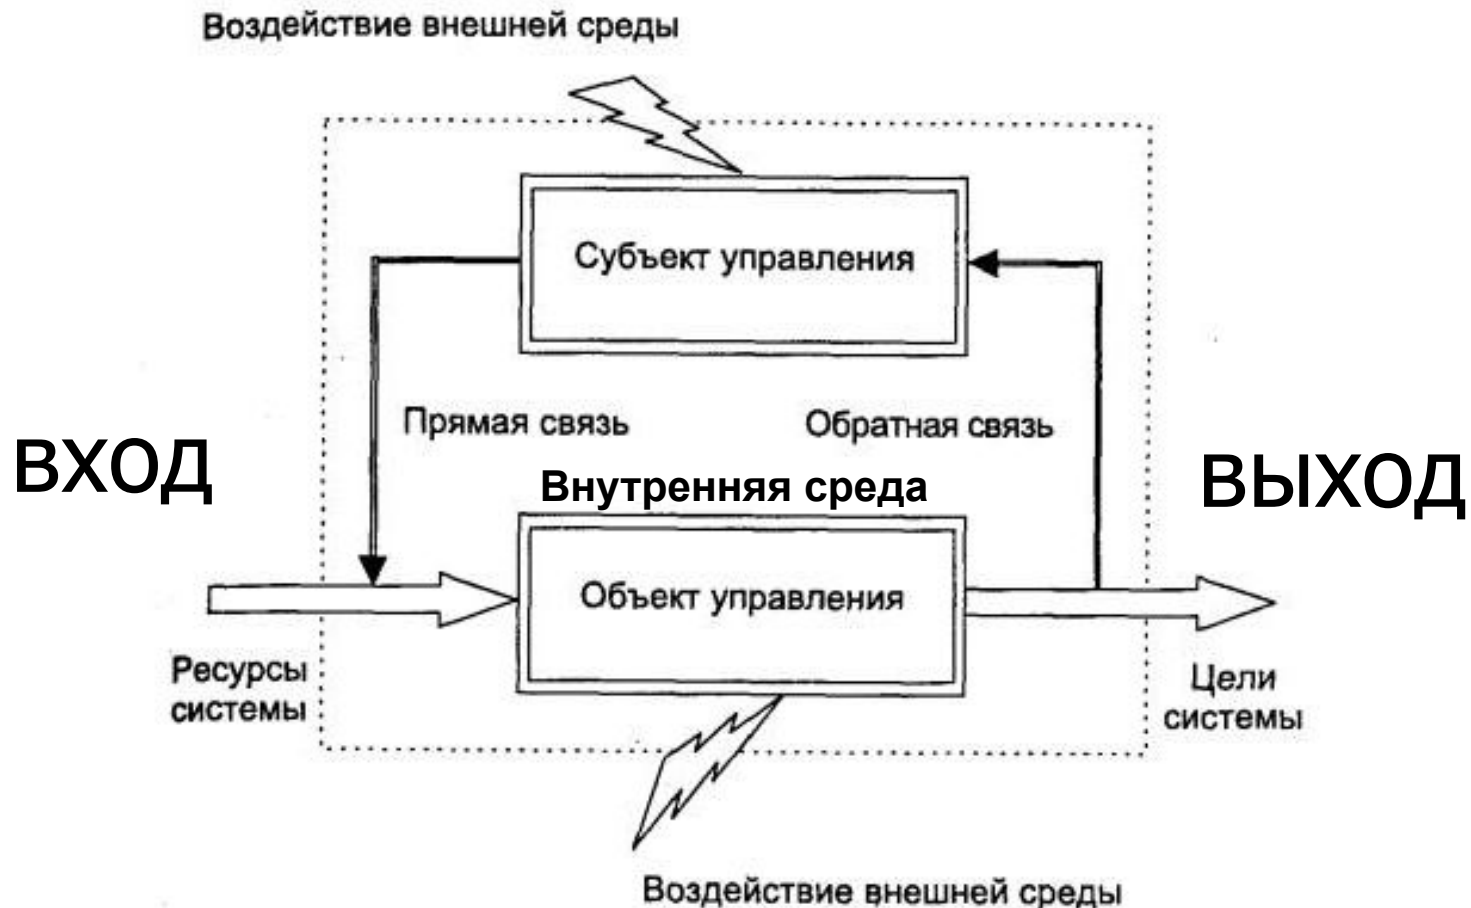 Воздействие внешней среды
Субъект управления
Прямая связь
Обратная связь
ВХОД
Внутренняя среда
ВЫХОД
Объект управления
Ресурсы
системы
Цели
системы
Воздействие внешней среды